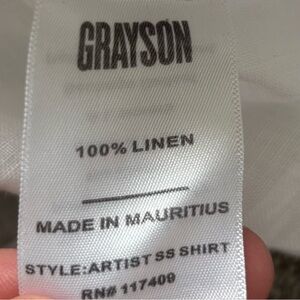 GRAYSON
100% LINEN
MADE IN MAURITIUS
STYLE:ARTIST SS SHIRT
RN# 117409